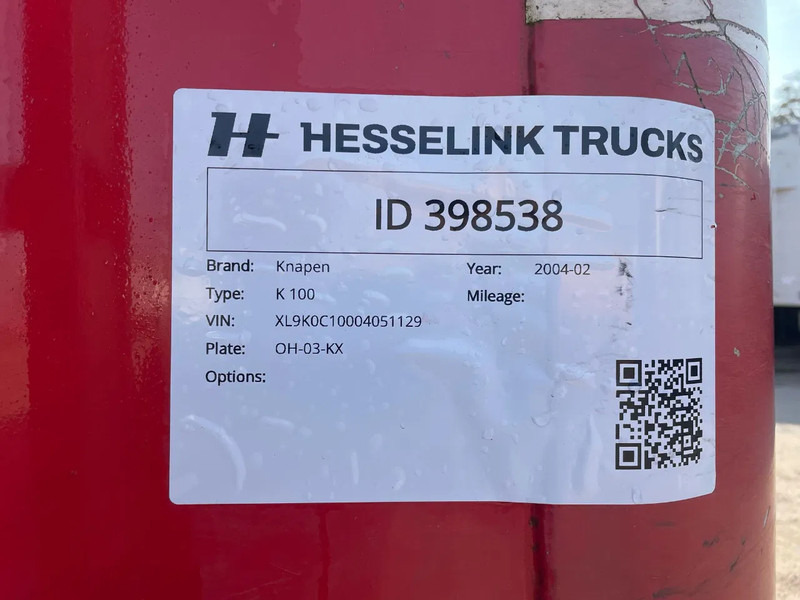 HESSELINK TRUCKS
ID 398538
Brand: Knapen Year: 2004-02
Type: K 100 Mileage:
VIN: XL9K0C10004051129
Plate: OH-03-KX
Options: